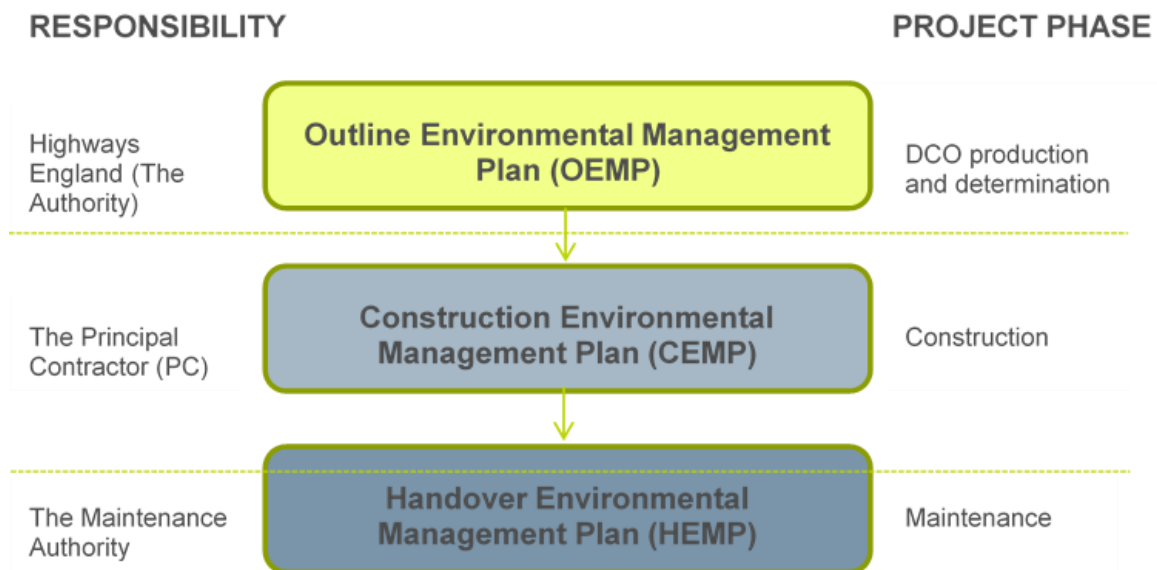 RESPONSIBILITY
PROJECT PHASE
Highways
England (The
Authority)
Outline Environmental Management
Plan (OEMP)
DCO production
and determination
The Principal
Contractor (PC)
Construction Environmental
Management Plan (CEMP)
Construction
The Maintenance
Authority
Handover Environmental
Management Plan (HEMP)
Maintenance